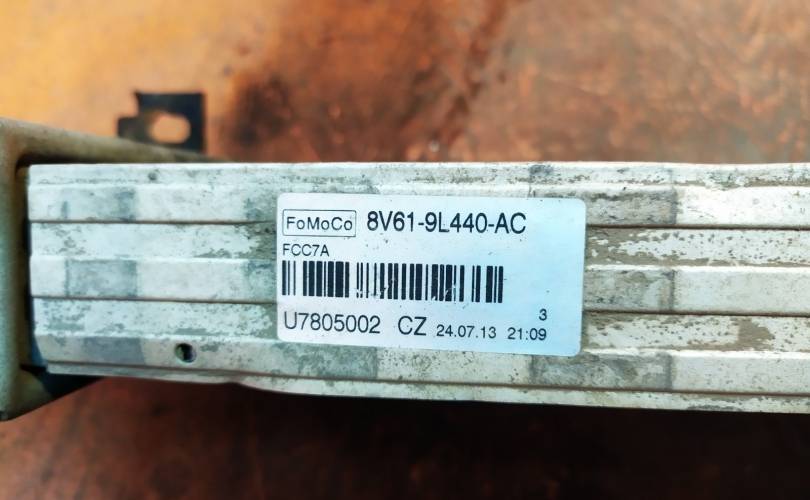 FoMoCo 8V61-9L440-AC
FCC7A
3
U7805002 CZ 24.07.13 21:09